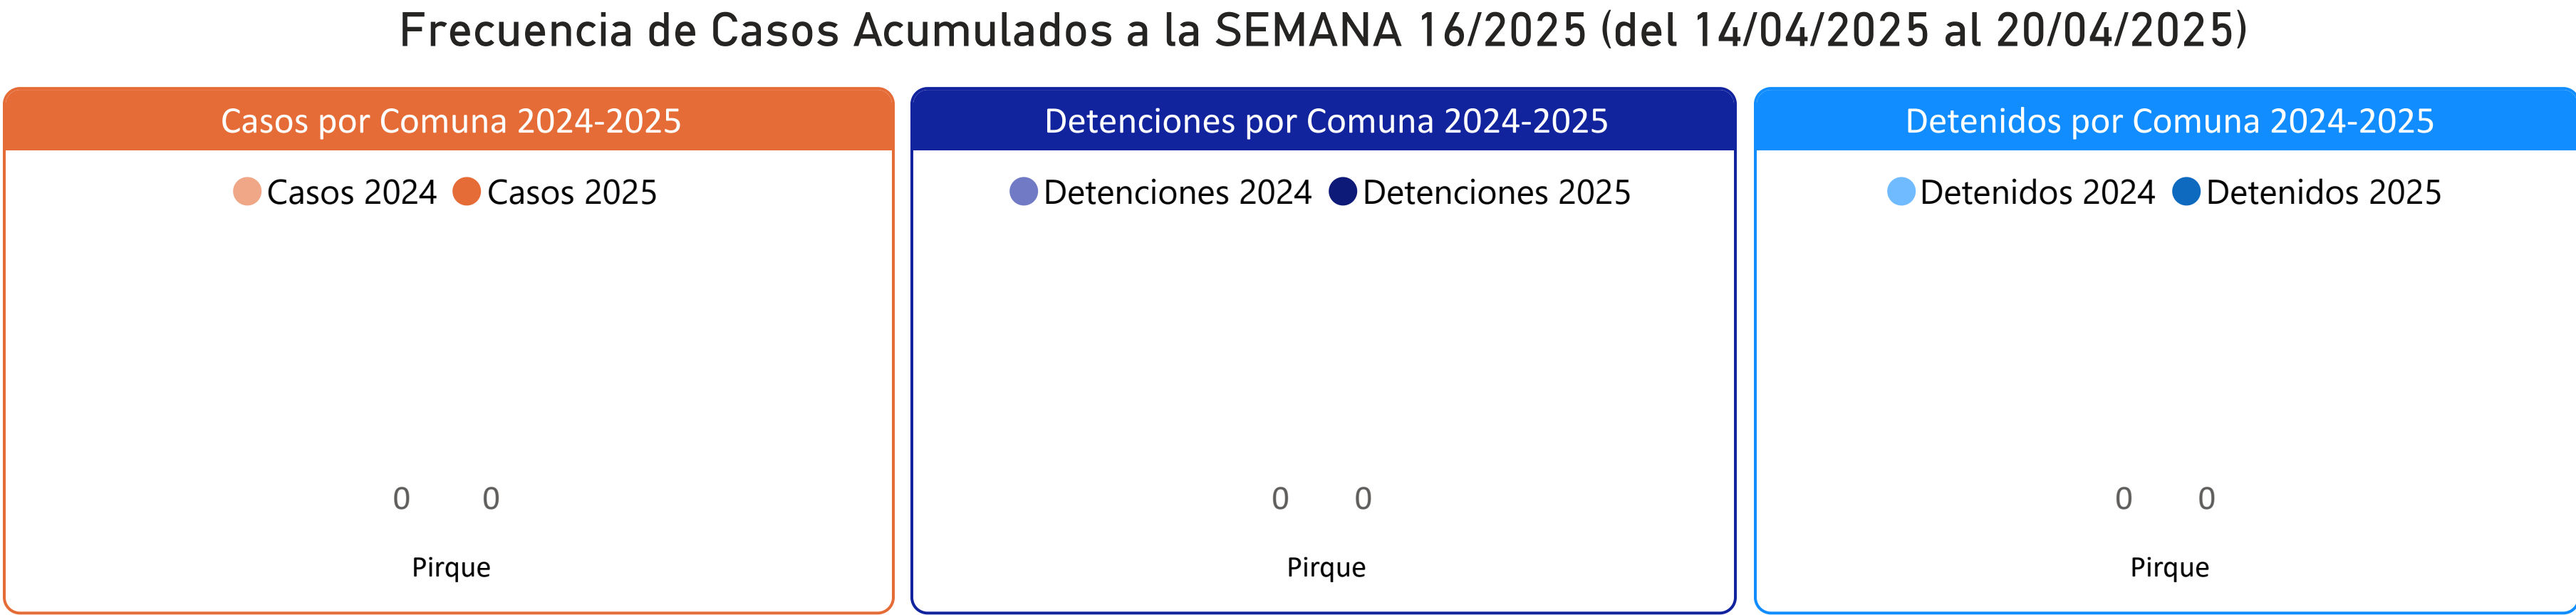 Frecuencia de Casos Acumulados a la SEMANA 16/2025 (del 14/04/2025 al 20/04/2025)
Casos por Comuna 2024-2025
Casos 2024 Casos 2025
0 0
Pirque
Detenciones por Comuna 2024-2025
Detenciones 2024 Detenciones 2025
0 0
Pirque
Detenidos por Comuna 2024-2025
Detenidos 2024 Detenidos 2025
0 0
Pirque